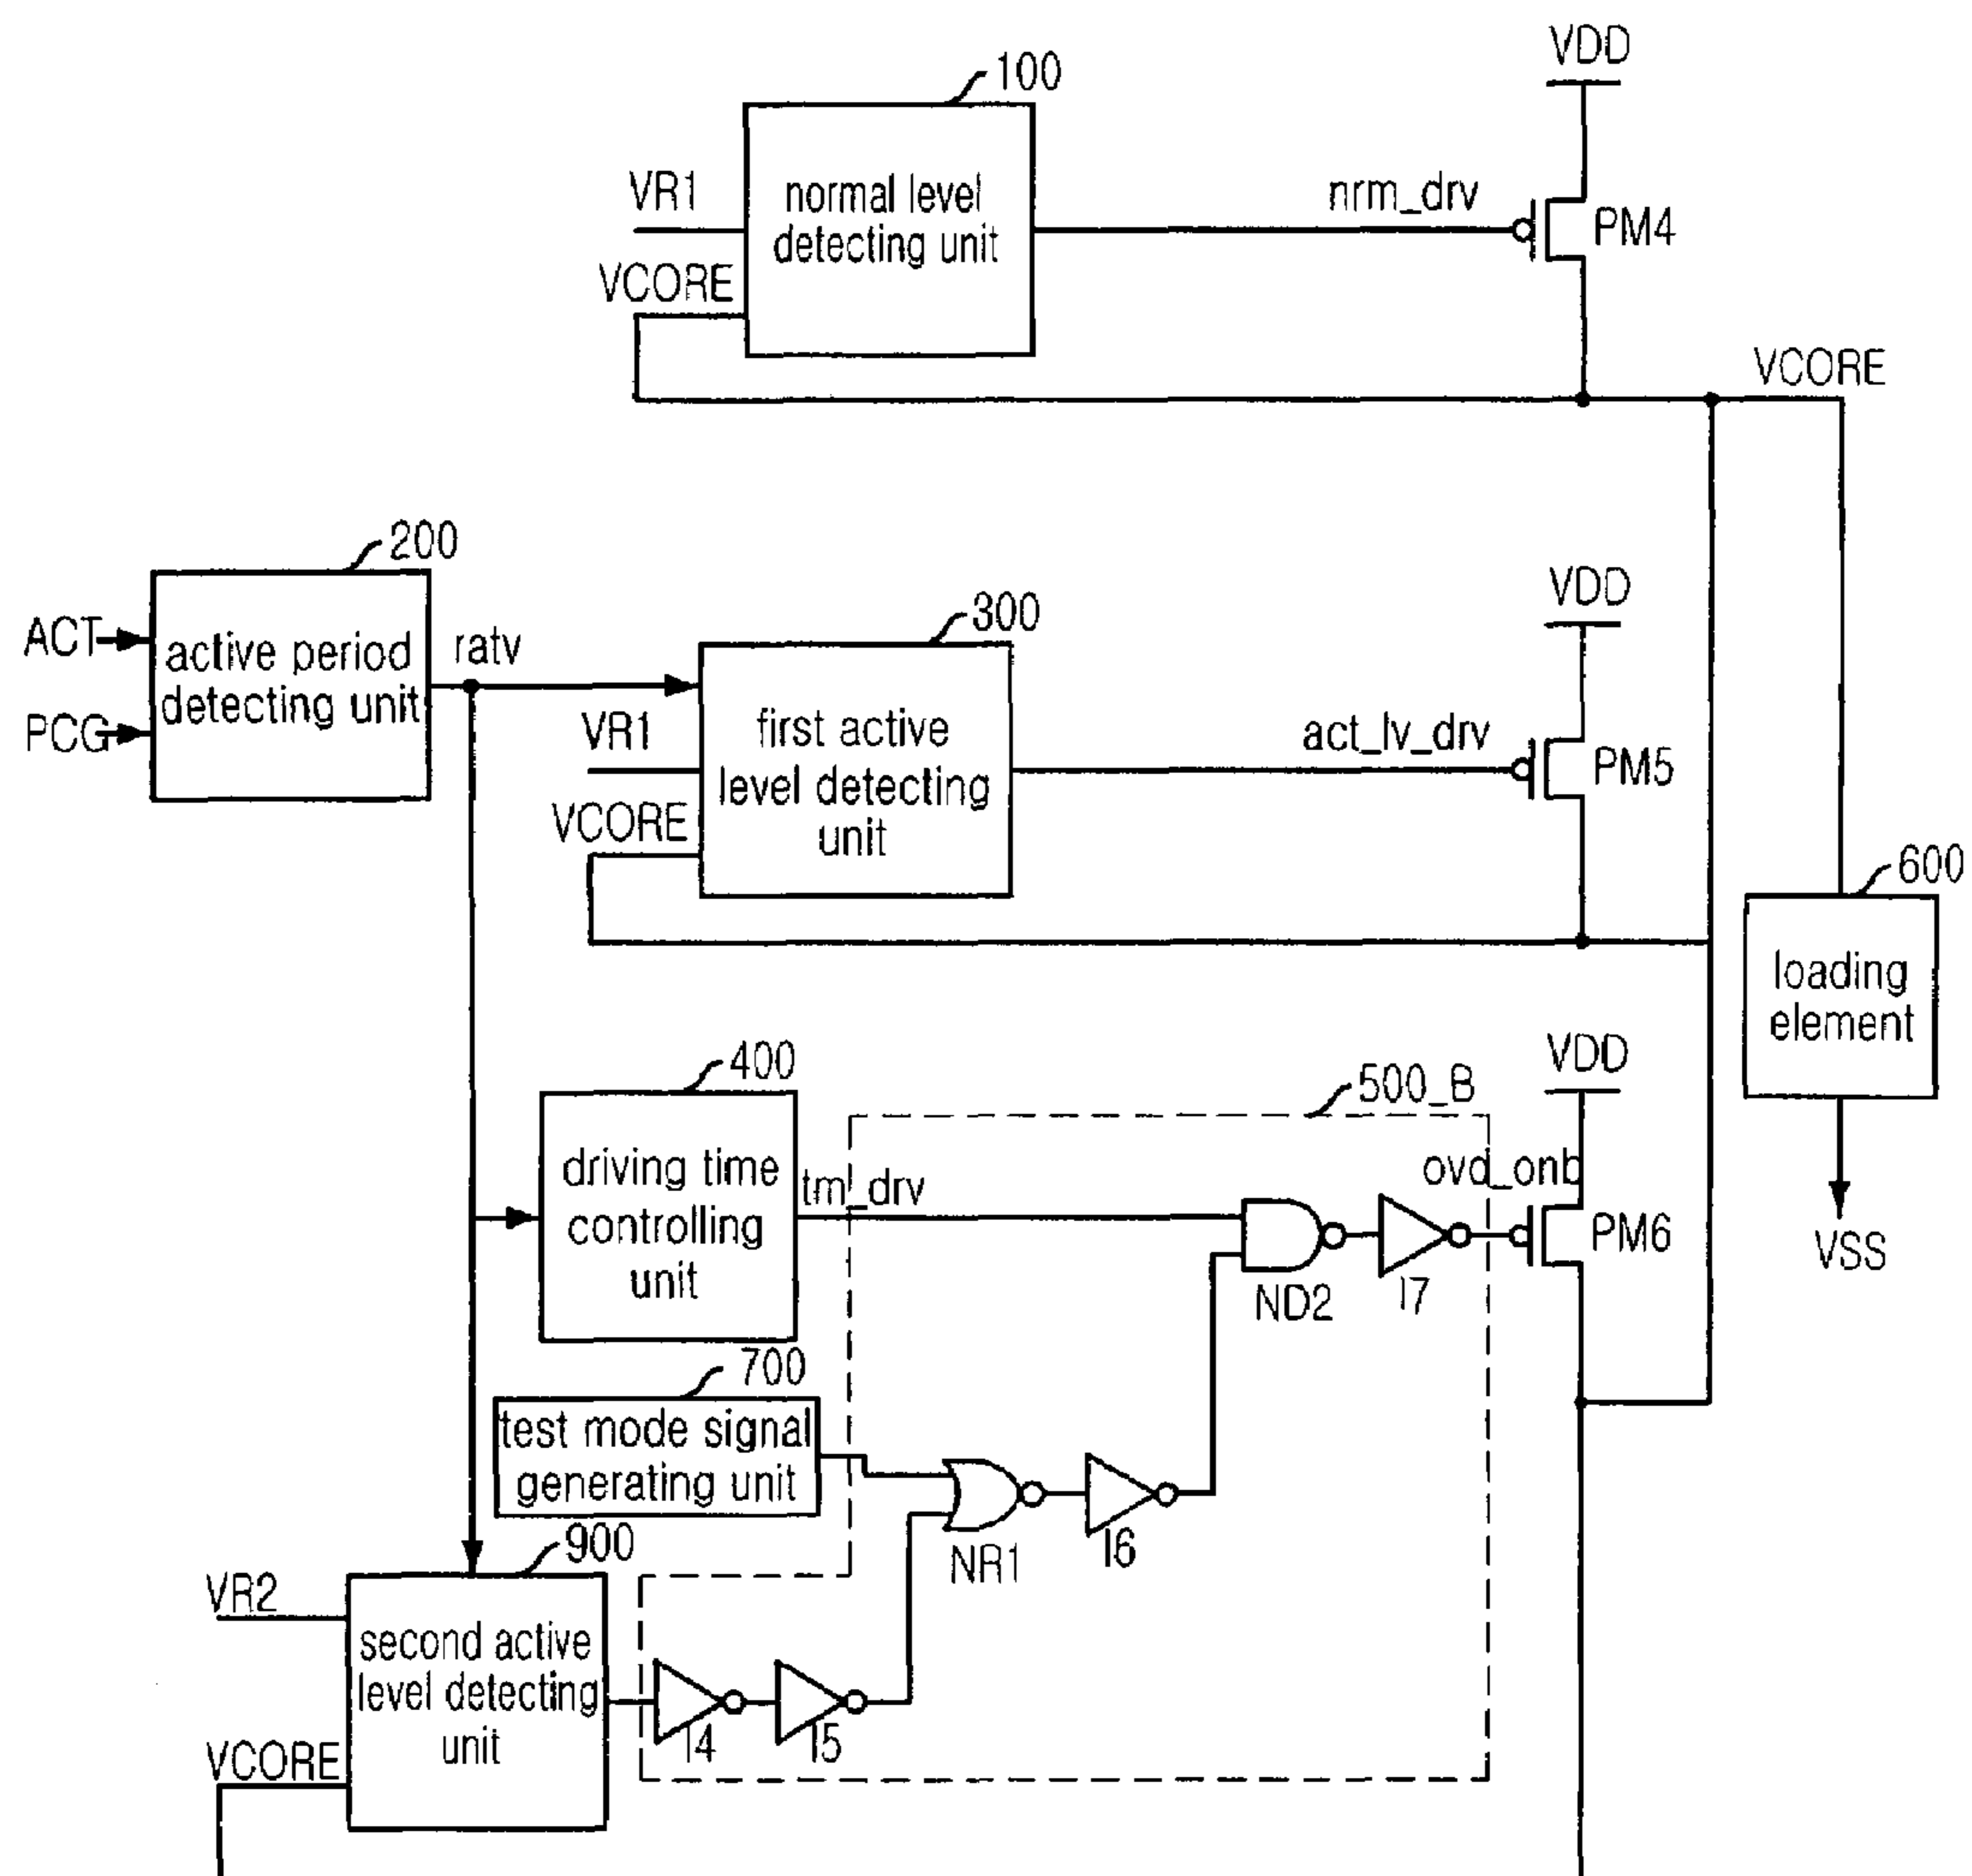 VDD
100
VR1
normal level
detecting unit
nrm_drv
PM4
VCORE
VCORE
200
ACT
active period
detecting unit
PCG
ratv
300
VDD
VR1
first active
level detecting
unit
act_lv_drv
PM5
VCORE
600
loading
element
VSS
400
driving time
controlling
unit
tm_drv
500_B
VDD
ovd_onb
PM6
ND2
I7
700
test mode signal
generating unit
NR1
I6
900
VR2
second active
level detecting
unit
VCORE
I4
I5